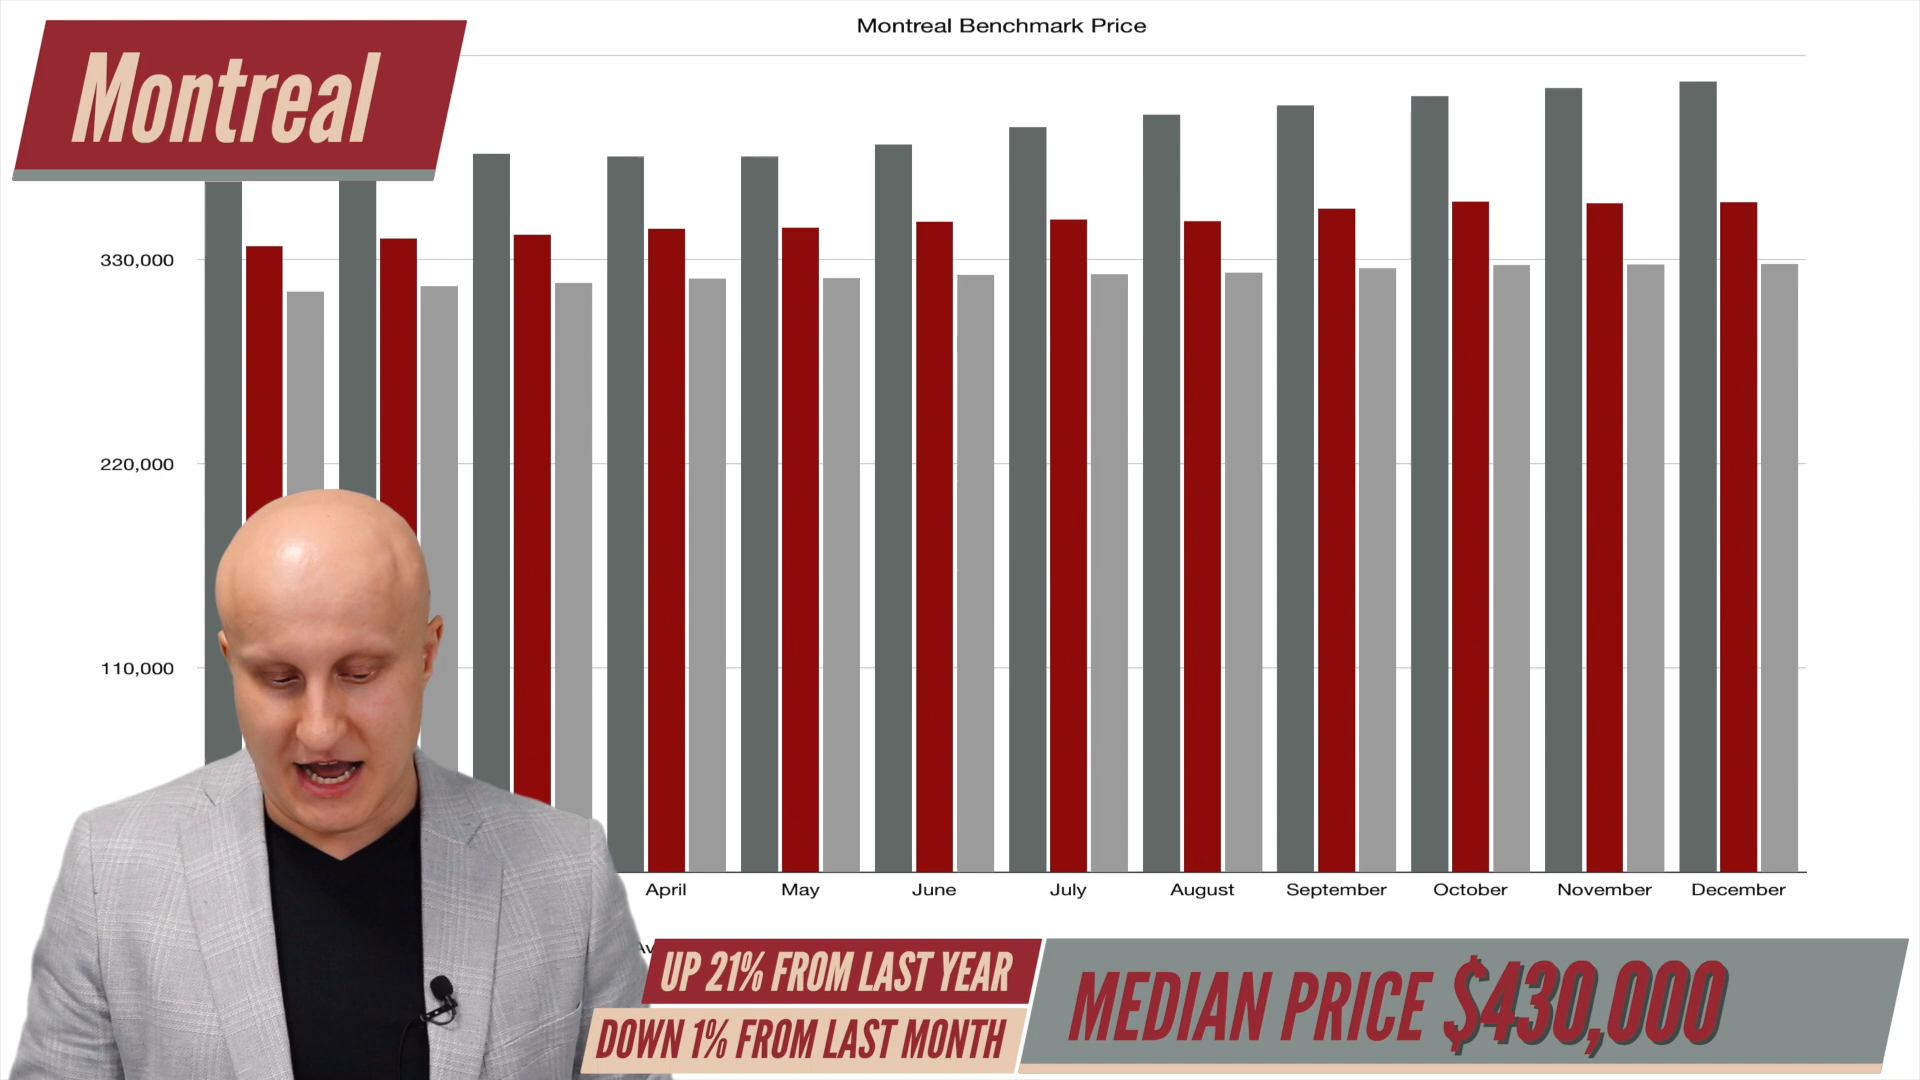 Montreal Benchmark Price
Montreal
330,000
220,000
110,000
April May June July August September October November December
UP 21% FROM LAST YEAR
DOWN 1% FROM LAST MONTH
MEDIAN PRICE $430,000